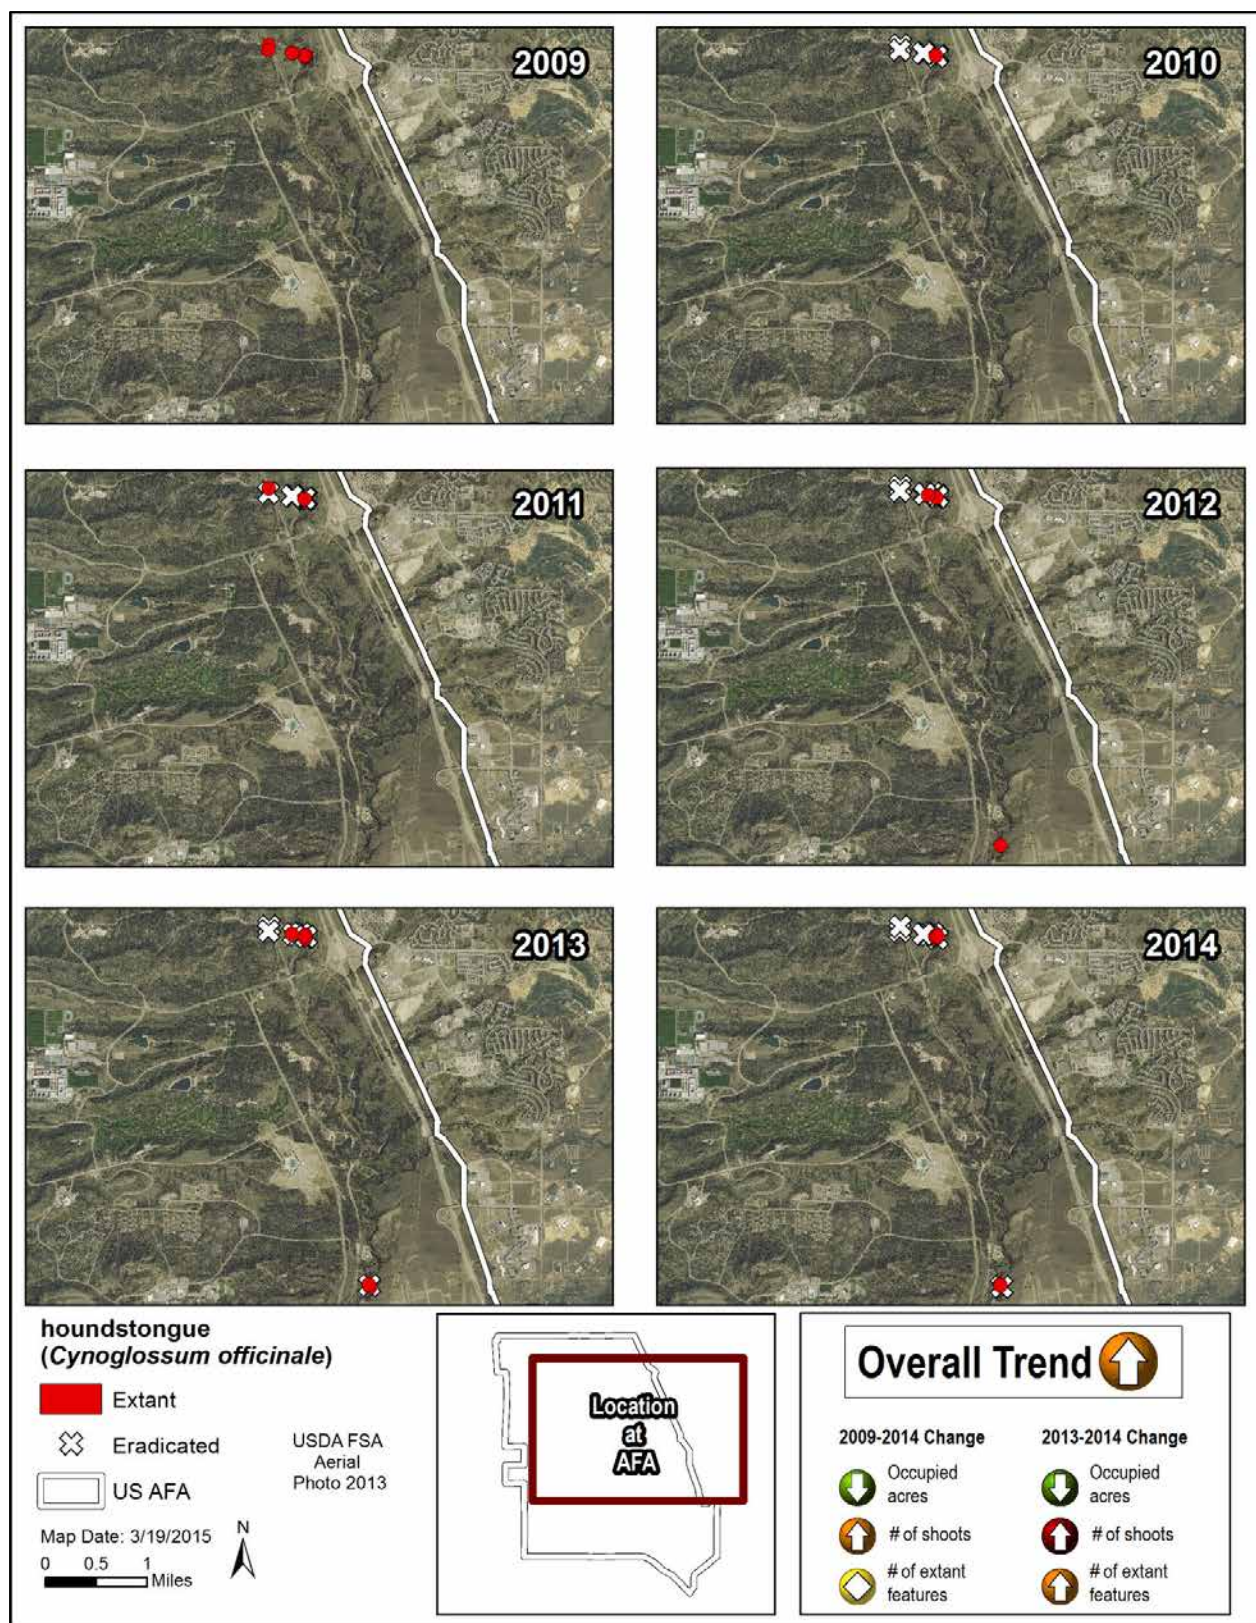 2009
2010
2011
2012
2013
2014
houndstongue
(Cynoglossum officinale)
Extant
Eradicated
US AFA
USDA FSA
Aerial
Photo 2013
Map Date: 3/19/2015
0 0.5 1
Miles
N
Location
at
AFA
Overall Trend
2009-2014 Change
Occupied
acres
# of shoots
# of extant
features
2013-2014 Change
Occupied
acres
# of shoots
# of extant
features